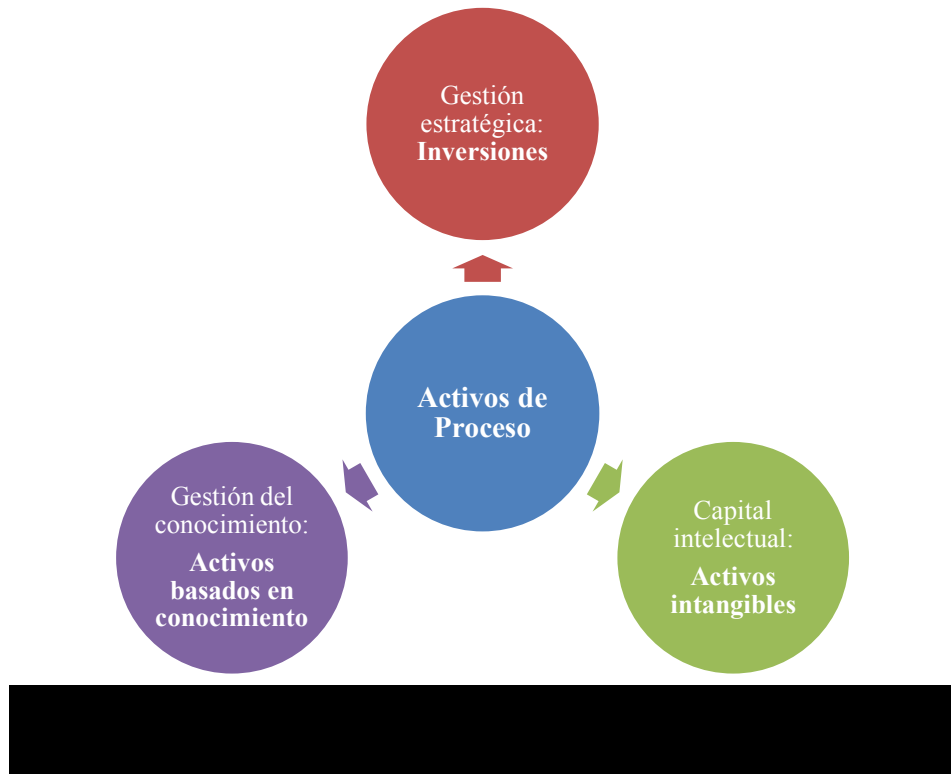 Gestión
estratégica:
Inversiones
Activos de
Proceso
Gestión del
conocimiento:
Activos
basados en
conocimiento
Capital
intelectual:
Activos
intangibles